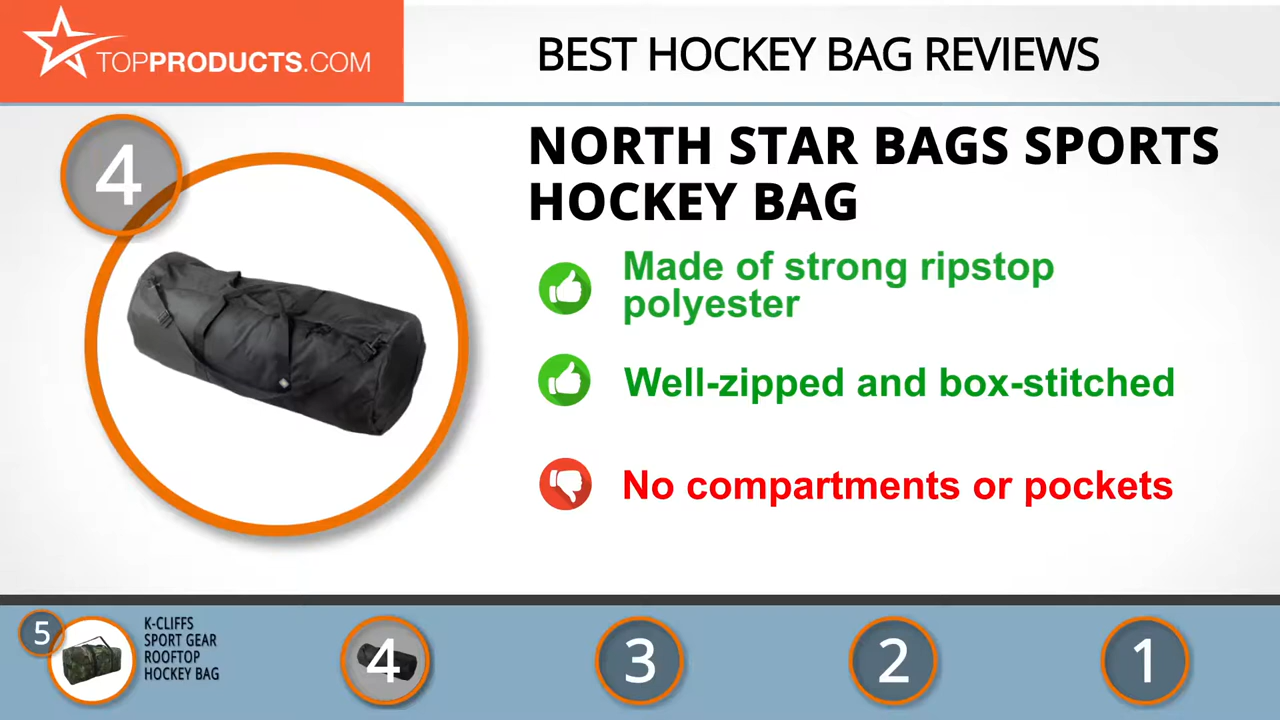 TOPPRODUCTS.COM
BEST HOCKEY BAG REVIEWS
4
NORTH STAR BAGS SPORTS
HOCKEY BAG
Made of strong ripstop
polyester
Well-zipped and box-stitched
No compartments or pockets
5
K-CLIFFS
SPORT GEAR
ROOFTOP
HOCKEY BAG
4
3
2
1